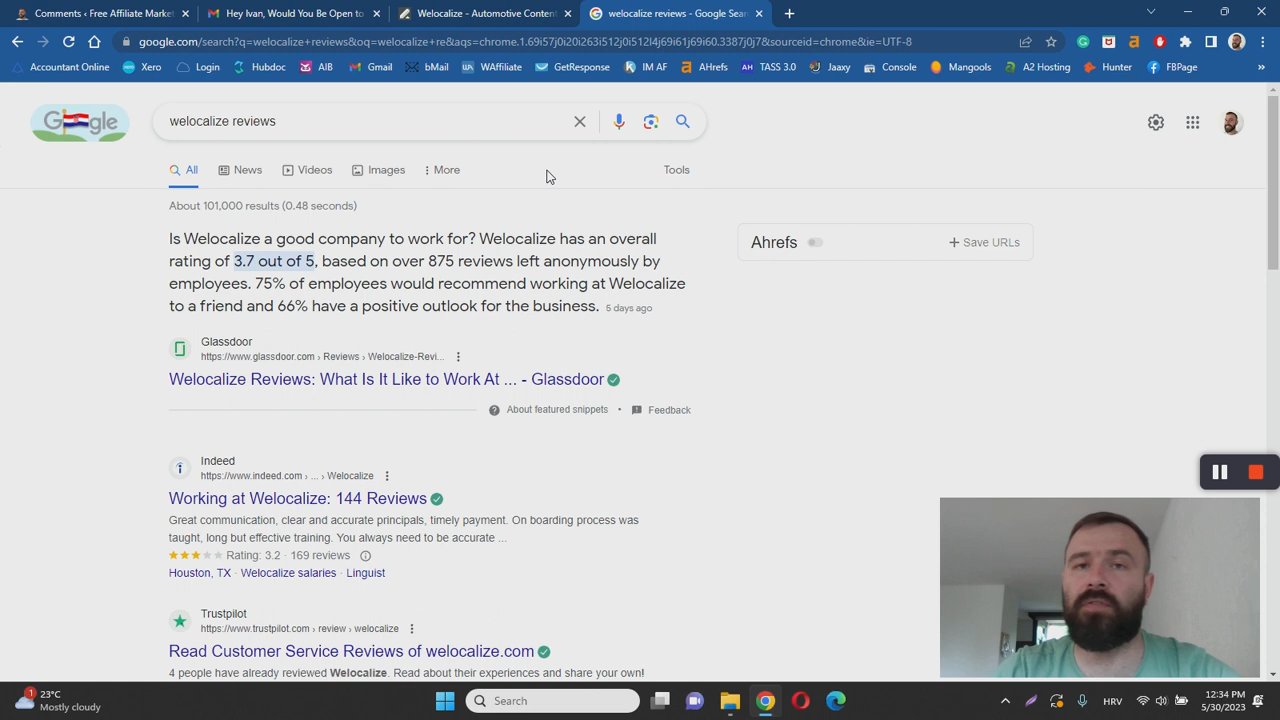 Comments ‹ Free Affiliate Market
Hey Ivan, Would You Be Open to
Welocalize - Automotive Content
welocalize reviews - Google Sear
google.com/search?q=welocalize+reviews&oq=welocalize+re&aqs=chrome.1.69i57j0i20i263i512j0i512l4j69i61j69i60.3387j0j7&sourceid=chrome&ie=UTF-8
Accountant Online
Xero
Login
Hubdoc
AIB
Gmail
bMail
WAffiliate
GetResponse
IM AF
AHrefs
TASS 3.0
Jaaxy
Console
Mangools
A2 Hosting
Hunter
FBPage
»
Google
welocalize reviews
All
News
Videos
Images
More
Tools
About 101,000 results (0.48 seconds)
Is Welocalize a good company to work for? Welocalize has an overall
rating of 3.7 out of 5, based on over 875 reviews left anonymously by
employees. 75% of employees would recommend working at Welocalize
to a friend and 66% have a positive outlook for the business. 5 days ago
Ahrefs
+ Save URLs
Glassdoor
https://www.glassdoor.com › Reviews › Welocalize-Revi...
Welocalize Reviews: What Is It Like to Work At ... - Glassdoor
About featured snippets • Feedback
Indeed
https://www.indeed.com › ... › Welocalize
Working at Welocalize: 144 Reviews
Great communication, clear and accurate principals, timely payment. On boarding process was
taught, long but effective training. You always need to be accurate ...
Rating: 3.2 · 169 reviews
Houston, TX · Welocalize salaries · Linguist
Trustpilot
https://www.trustpilot.com › review › welocalize
Read Customer Service Reviews of welocalize.com
4 people have already reviewed Welocalize. Read about their experiences and share your own!
1
23°C
Mostly cloudy
Search
HRV
12:34 PM
5/30/2023